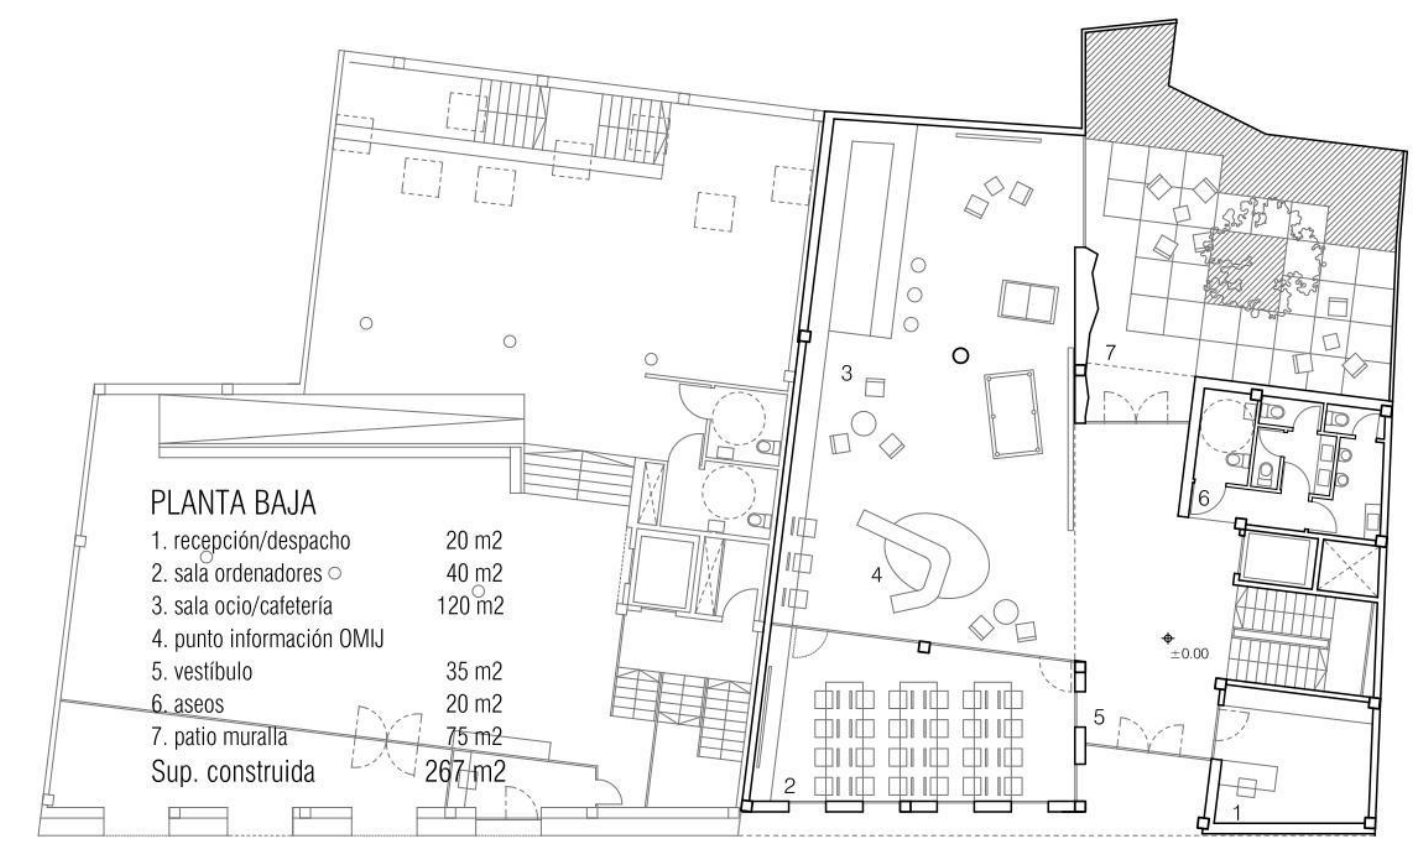 PLANTA BAJA
1. recepción/despacho 20 m2
2. sala ordenadores 40 m2
3. sala ocio/cafetería 120 m2
4. punto información OMIJ
5. vestíbulo 35 m2
6. aseos 20 m2
7. patio muralla 75 m2
Sup. construida 267 m2
7
3
6
4
±0.00
5
2
1